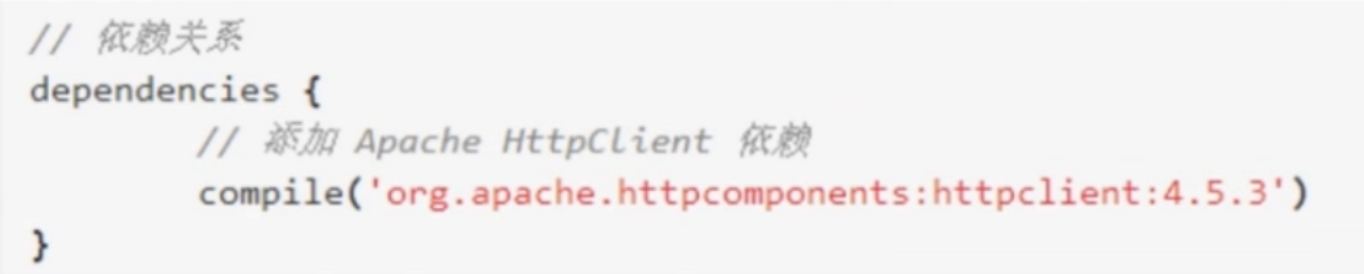 // 依赖关系
dependencies {
// 添加 Apache HttpClient 依赖
compile('org.apache.httpcomponents:httpclient:4.5.3')
}